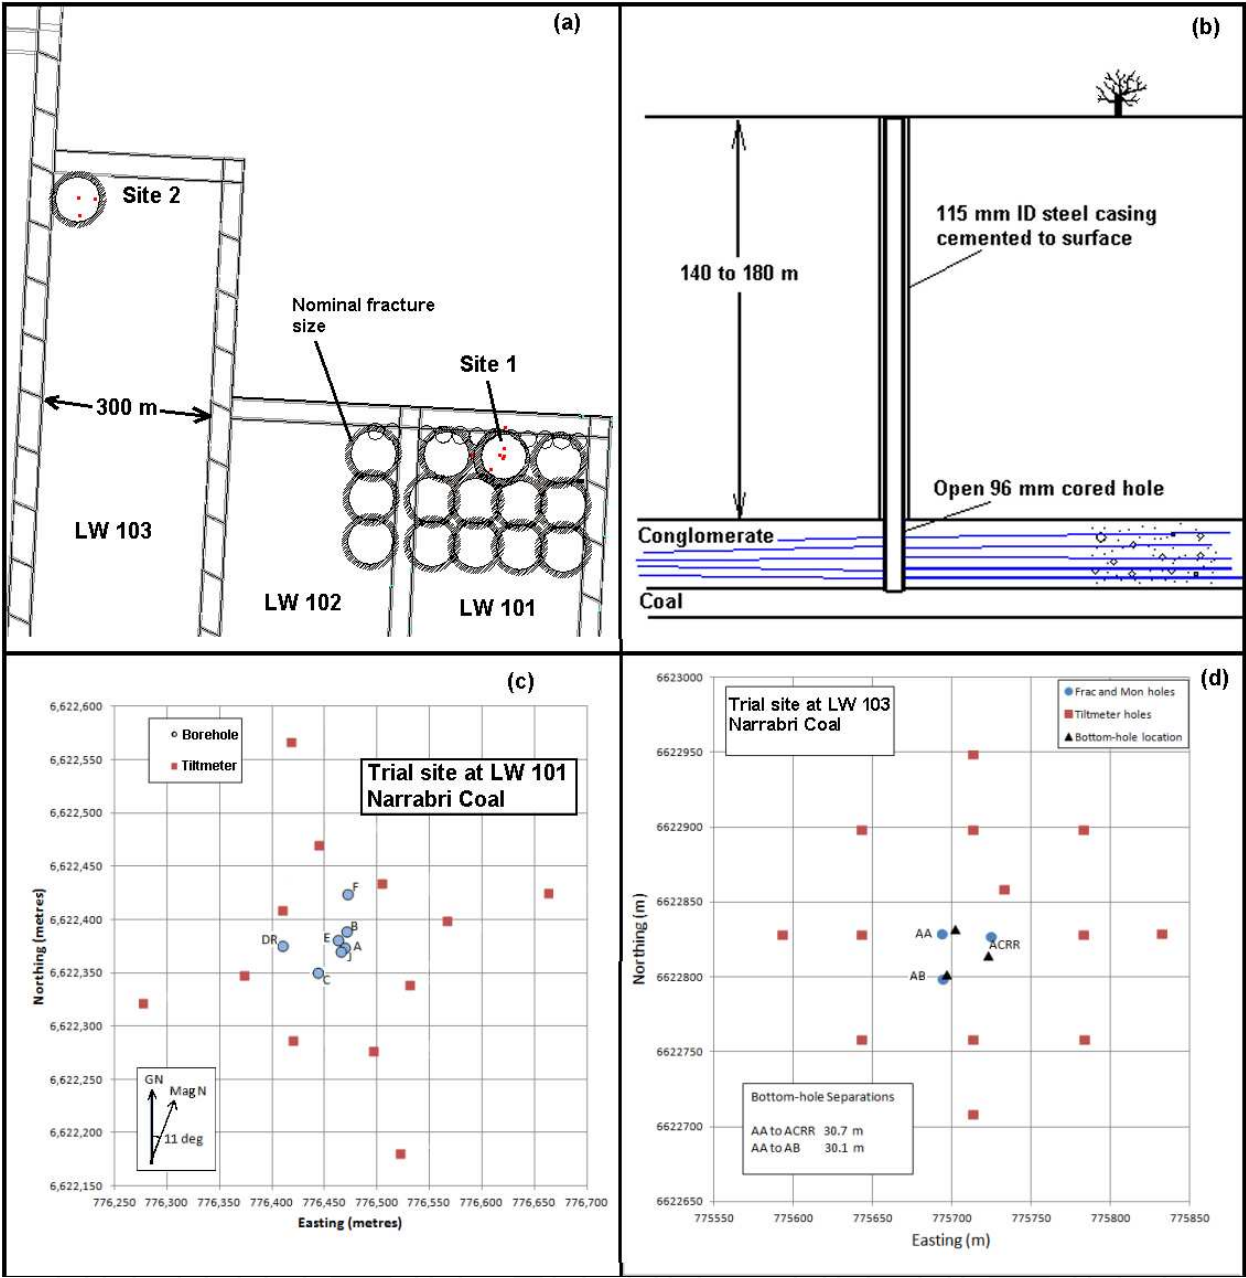 (a)
Site 2
Nominal fracture
size
Site 1
300 m
LW 103
LW 102
LW 101
(b)
115 mm ID steel casing
cemented to surface
140 to 180 m
Open 96 mm cored hole
Conglomerate
Coal
(c)
Borehole
Tiltmeter
Trial site at LW 101
Narrabri Coal
6,622,600
6,622,550
6,622,500
6,622,450
6,622,400
6,622,350
6,622,300
6,622,250
6,622,200
6,622,150
Northing (metres)
F
B
E
A
J
DR
C
GN
Mag N
11 deg
776,250 776,300 776,350 776,400 776,450 776,500 776,550 776,600 776,650 776,700
Easting (metres)
(d)
Trial site at LW 103
Narrabri Coal
Frac and Mon holes
Tiltmeter holes
Bottom-hole location
6623000
6622950
6622900
6622850
6622800
6622750
6622700
6622650
Northing (m)
AA
ACRR
AB
Bottom-hole Separations
AA to ACRR 30.7 m
AA to AB 30.1 m
775550 775600 775650 775700 775750 775800 775850
Easting (m)